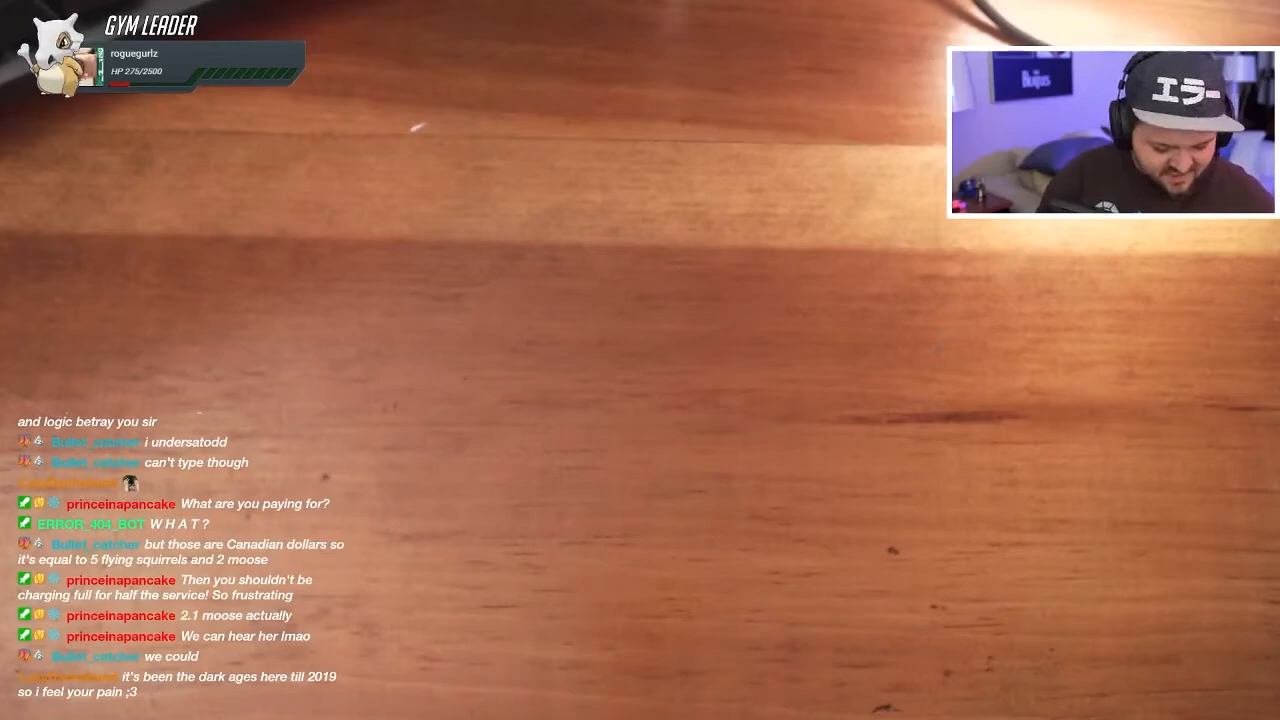 GYM LEADER
roguegurlz
HP 275/2500
エラー
and logic betray you sir
Bullet_catcher i undersatodd
Bullet_catcher can't type though
princeinapancake What are you paying for?
ERROR_404_BOT W H A T ?
Bullet_catcher but those are Canadian dollars so
it's equal to 5 flying squirrels and 2 moose
princeinapancake Then you shouldn't be
charging full for half the service! So frustrating
princeinapancake 2.1 moose actually
princeinapancake We can hear her lmao
Bullet_catcher we could
it's been the dark ages here till 2019
so i feel your pain ;3